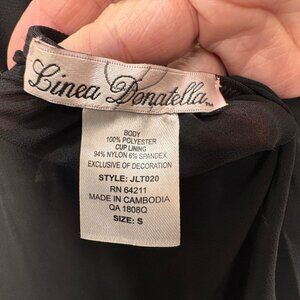 Linea Donatella
BODY
100% POLYESTER
CUP LINING
94% NYLON 6% SPANDEX
EXCLUSIVE OF DECORATION
STYLE: JLT020
RN 64211
MADE IN CAMBODIA
QA 1808Q
SIZE: S